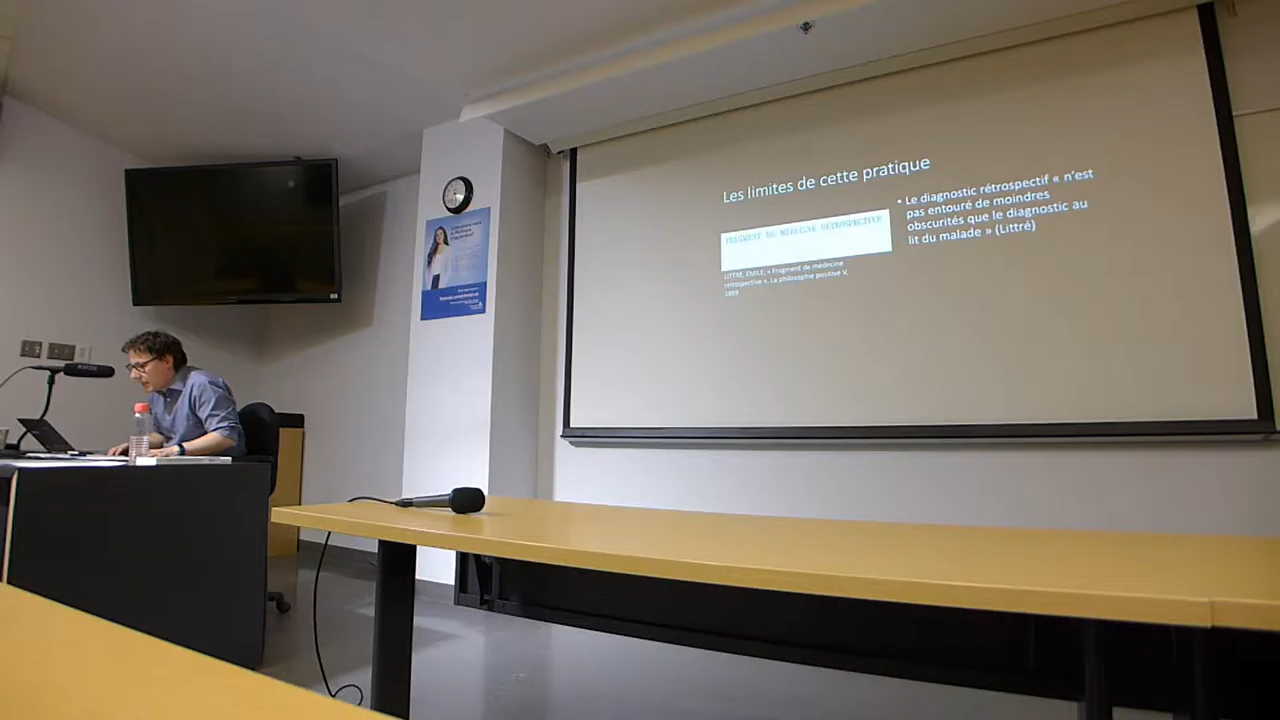 Les limites de cette pratique
FRAGMENT DE MÉDECINE RÉTROSPECTIVE
LITTRÉ, ÉMILE, « Fragment de médecine
rétrospective », La philosophie positive V,
1869
• Le diagnostic rétrospectif « n'est
pas entouré de moindres
obscurités que le diagnostic au
lit du malade » (Littré)